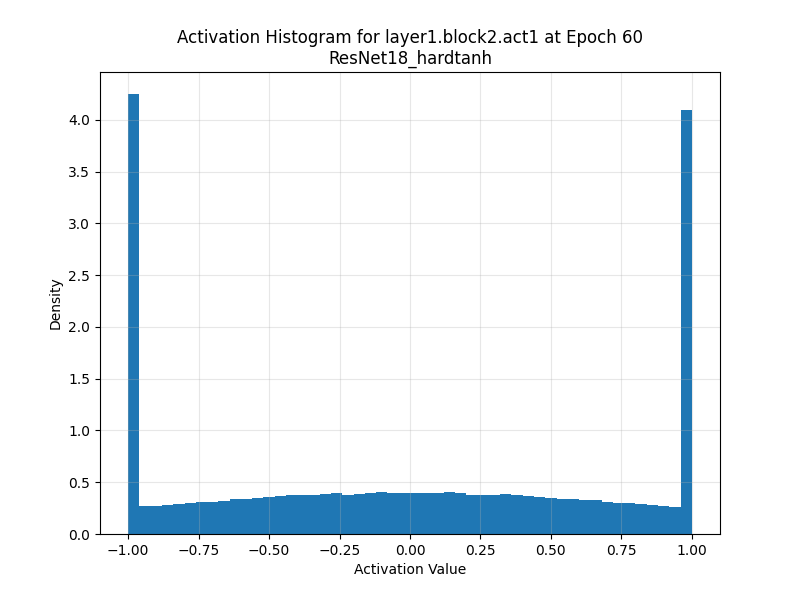 Activation Histogram for layer1.block2.act1 at Epoch 60
ResNet18_hardtanh
4.0
3.5
3.0
2.5
2.0
1.5
1.0
0.5
0.0
Density
−1.00 −0.75 −0.50 −0.25 0.00 0.25 0.50 0.75 1.00
Activation Value